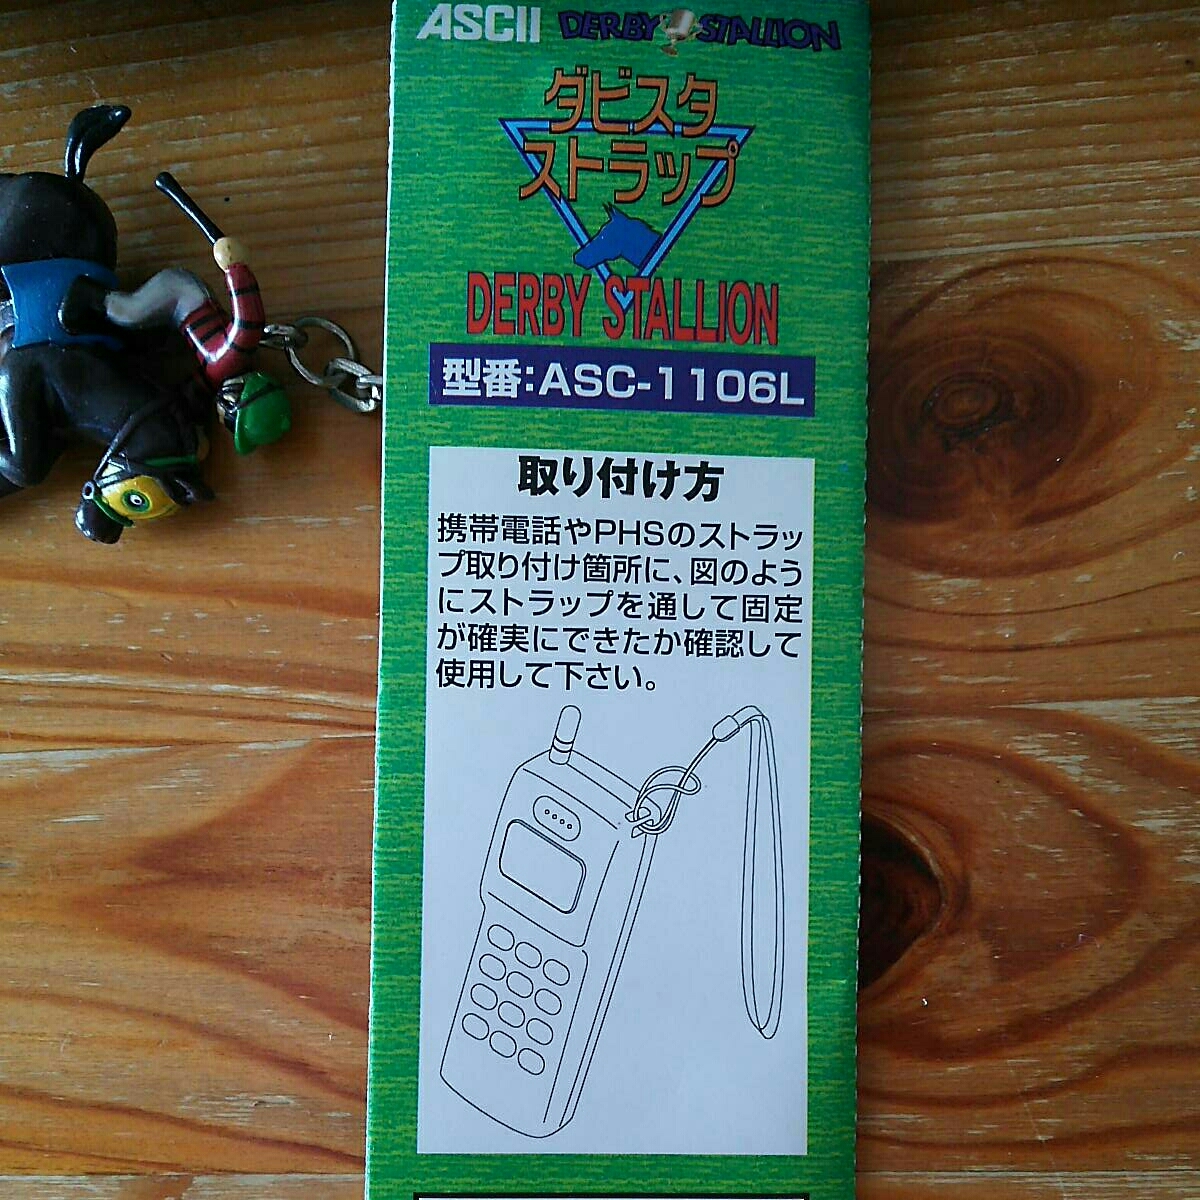 ASCII DERBY STALLION
ダビスタ
ストラップ
DERBY STALLION
型番:ASC-1106L
取り付け方
携帯電話やPHSのストラッ
プ取り付け箇所に、図のよう
にストラップを通して固定
が確実にできたか確認して
使用して下さい。